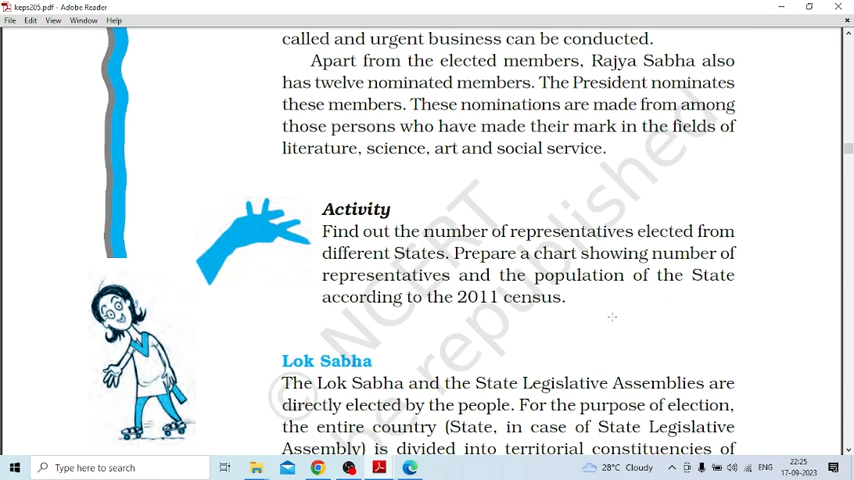 keps205.pdf - Adobe Reader
File Edit View Window Help
called and urgent business can be conducted.
Apart from the elected members, Rajya Sabha also
has twelve nominated members. The President nominates
these members. These nominations are made from among
those persons who have made their mark in the fields of
literature, science, art and social service.
Activity
Find out the number of representatives elected from
different States. Prepare a chart showing number of
representatives and the population of the State
according to the 2011 census.
Lok Sabha
The Lok Sabha and the State Legislative Assemblies are
directly elected by the people. For the purpose of election,
the entire country (State, in case of State Legislative
Assembly) is divided into territorial constituencies of
© NCERT
be republished
Type here to search
28°C Cloudy
ENG
22:25
17-09-2023